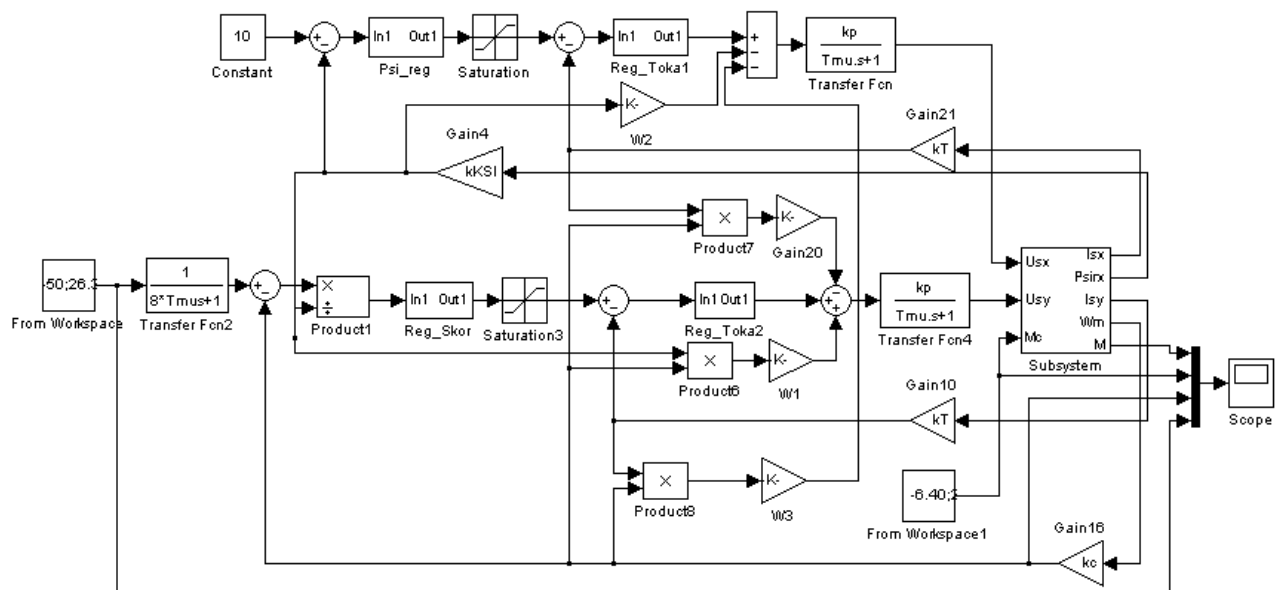 10
Constant
In1 Out1
Psi_reg
Saturation
In1 Out1
Reg_Toka1
+
−
−
kp
Tmu.s+1
Transfer Fcn
K-
W2
Gain4
kKSI
Gain21
kT
×
Product7
K-
Gain20
-50;26.3
From Workspace
1
8*Tmus+1
Transfer Fcn2
×
÷
Product1
In1 Out1
Reg_Skor
Saturation3
In1 Out1
Reg_Toka2
kp
Tmu.s+1
Transfer Fcn4
Usx
Usy
Mc
Isx
Psirx
Isy
Wm
M
Subsystem
Scope
×
Product6
K-
W1
Gain10
kT
×
Product8
K-
W3
-6.40;2
From Workspace1
Gain16
kc